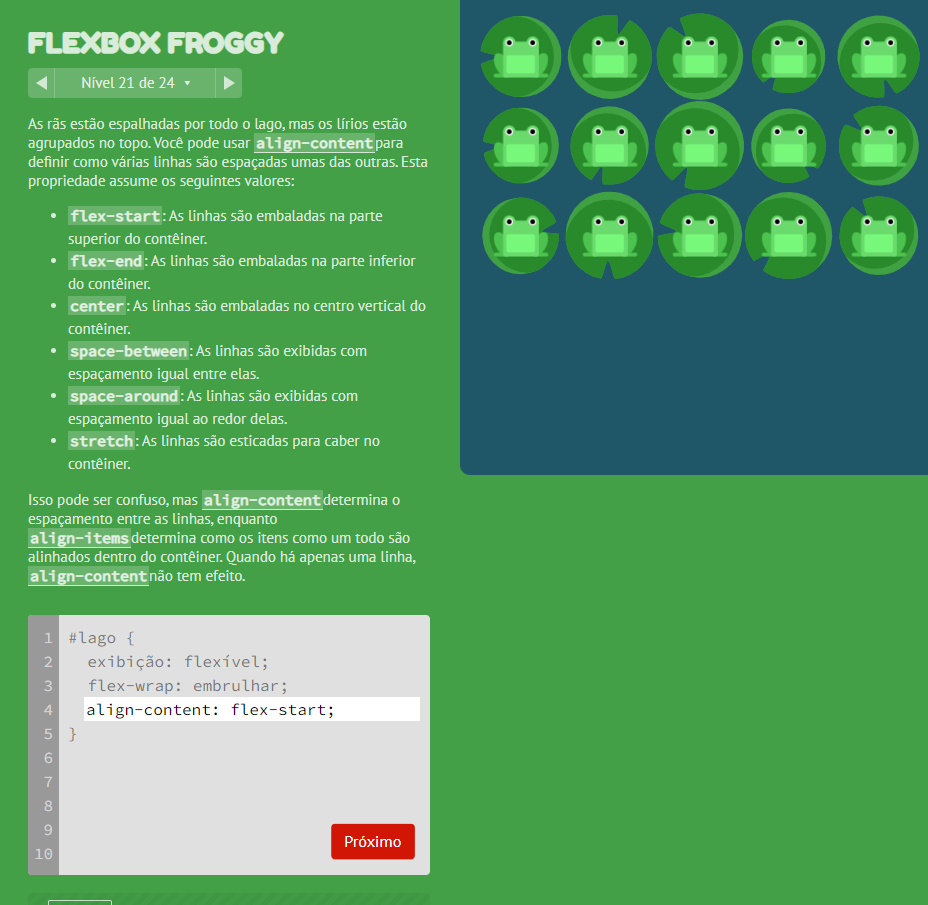 FLEXBOX FROGGY
Nível 21 de 24
As rãs estão espalhadas por todo o lago, mas os lírios estão
agrupados no topo. Você pode usar align-content para
definir como várias linhas são espaçadas umas das outras. Esta
propriedade assume os seguintes valores:
• flex-start: As linhas são embaladas na parte
superior do contêiner.
• flex-end: As linhas são embaladas na parte inferior
do contêiner.
• center: As linhas são embaladas no centro vertical do
contêiner.
• space-between: As linhas são exibidas com
espaçamento igual entre elas.
• space-around: As linhas são exibidas com
espaçamento igual ao redor delas.
• stretch: As linhas são esticadas para caber no
contêiner.
Isso pode ser confuso, mas align-content determina o
espaçamento entre as linhas, enquanto
align-items determina como os itens como um todo são
alinhados dentro do contêiner. Quando há apenas uma linha,
align-content não tem efeito.
1 #lago {
2 exibição: flexível;
3 flex-wrap: embrulhar;
4 align-content: flex-start;
5 }
6
7
8
9
10
Próximo